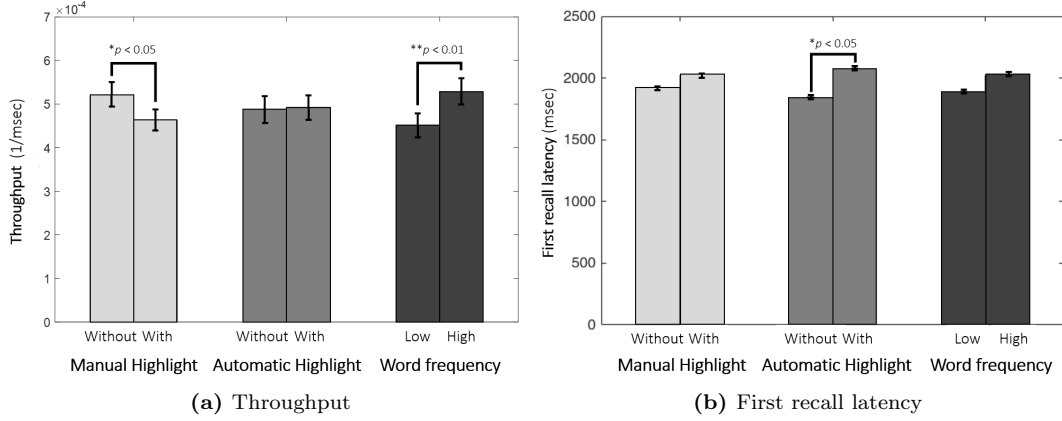 7 ×10⁻⁴
6
5
4
3
2
1
0
Throughput (1/msec)
*p < 0.05
**p < 0.01
Without With
Without With
Low High
Manual Highlight
Automatic Highlight
Word frequency
(a) Throughput
2500
2000
1500
1000
500
0
First recall latency (msec)
*p < 0.05
Without With
Without With
Low High
Manual Highlight
Automatic Highlight
Word frequency
(b) First recall latency